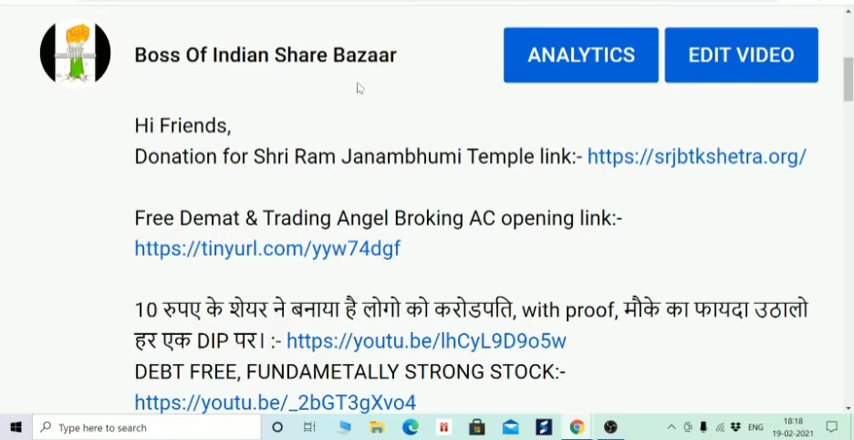 Boss Of Indian Share Bazaar
ANALYTICS
EDIT VIDEO
Hi Friends,
Donation for Shri Ram Janambhumi Temple link:- https://srjbtkshetra.org/
Free Demat & Trading Angel Broking AC opening link:-
https://tinyurl.com/yyw74dgf
10 रुपए के शेयर ने बनाया है लोगो को करोडपति, with proof, मौके का फायदा उठालो
हर एक DIP पर। :- https://youtu.be/lhCyL9D9o5w
DEBT FREE, FUNDAMETALLY STRONG STOCK:-
https://youtu.be/_2bGT3gXvo4
Type here to search
ENG
18:18
19-02-2021